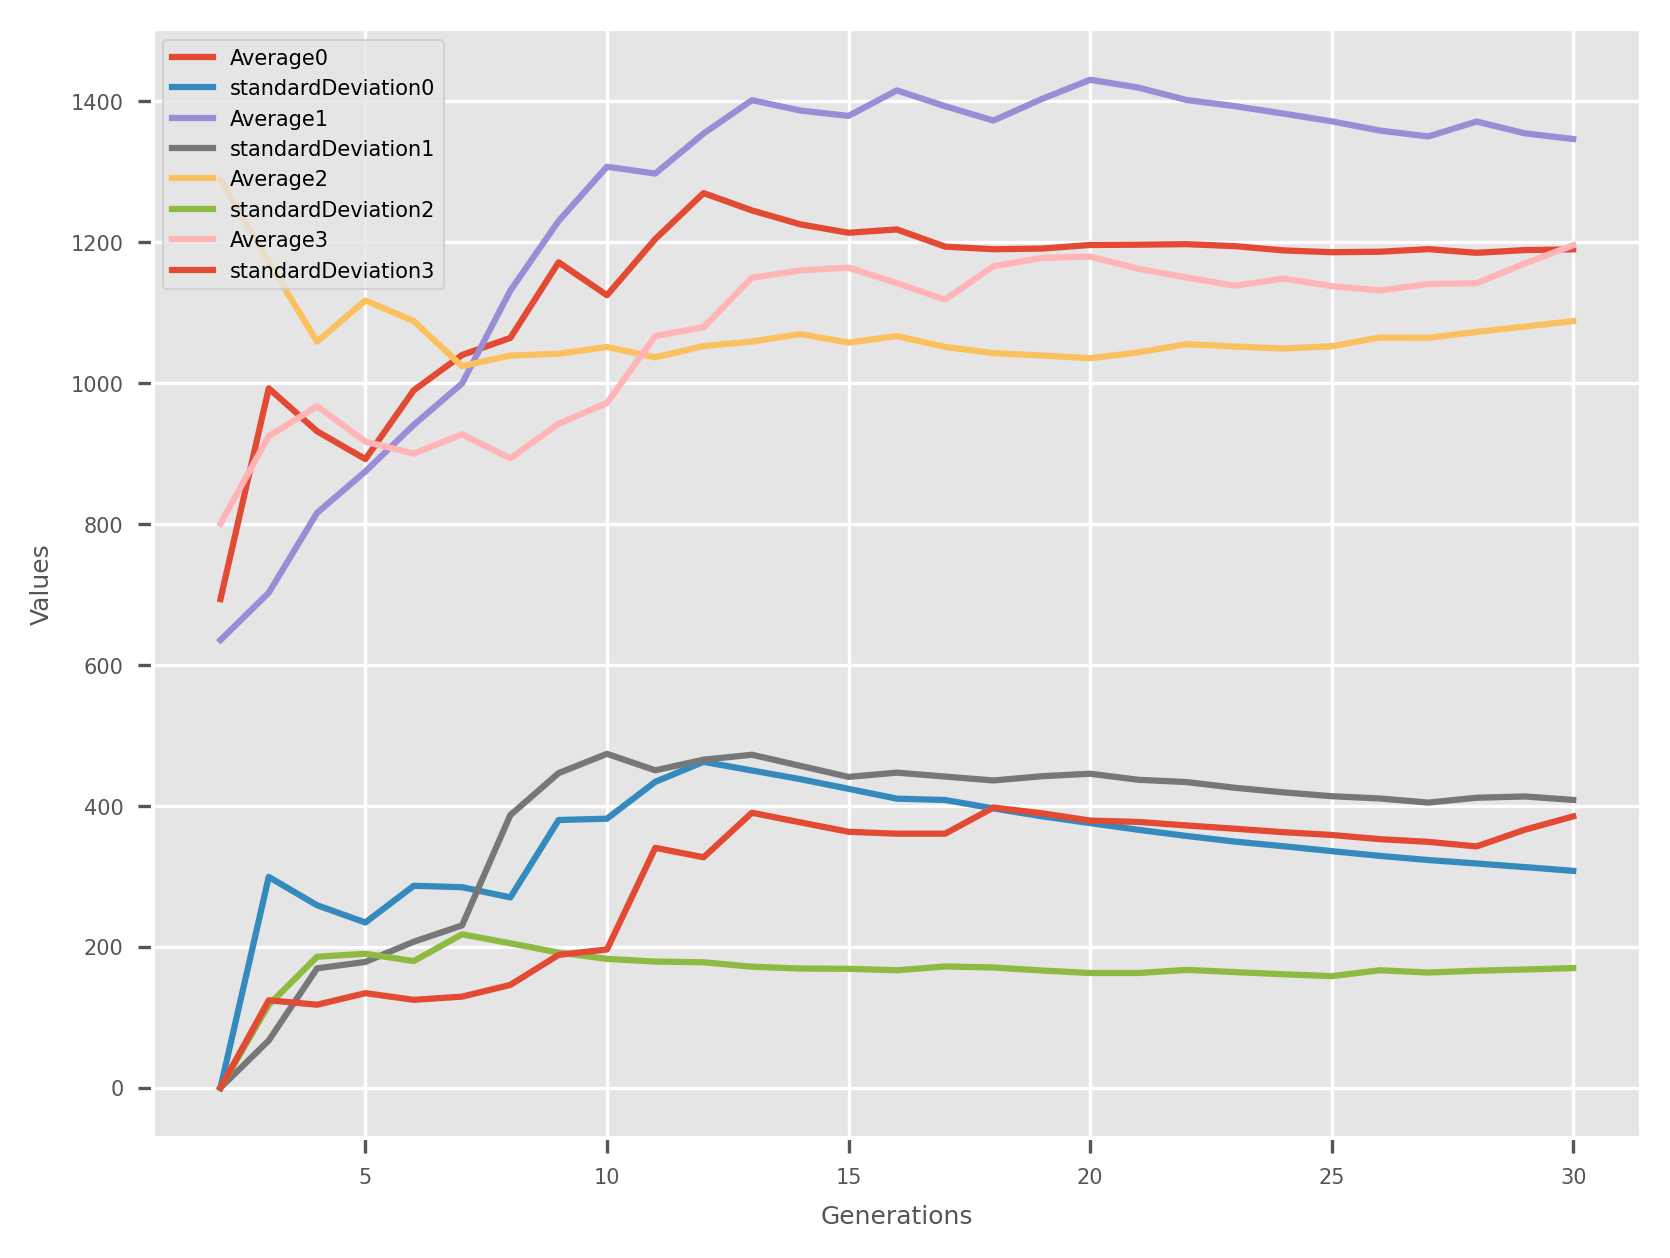 Average0
standardDeviation0
Average1
standardDeviation1
Average2
standardDeviation2
Average3
standardDeviation3
1400
1200
1000
800
600
400
200
0
Values
5 10 15 20 25 30
Generations